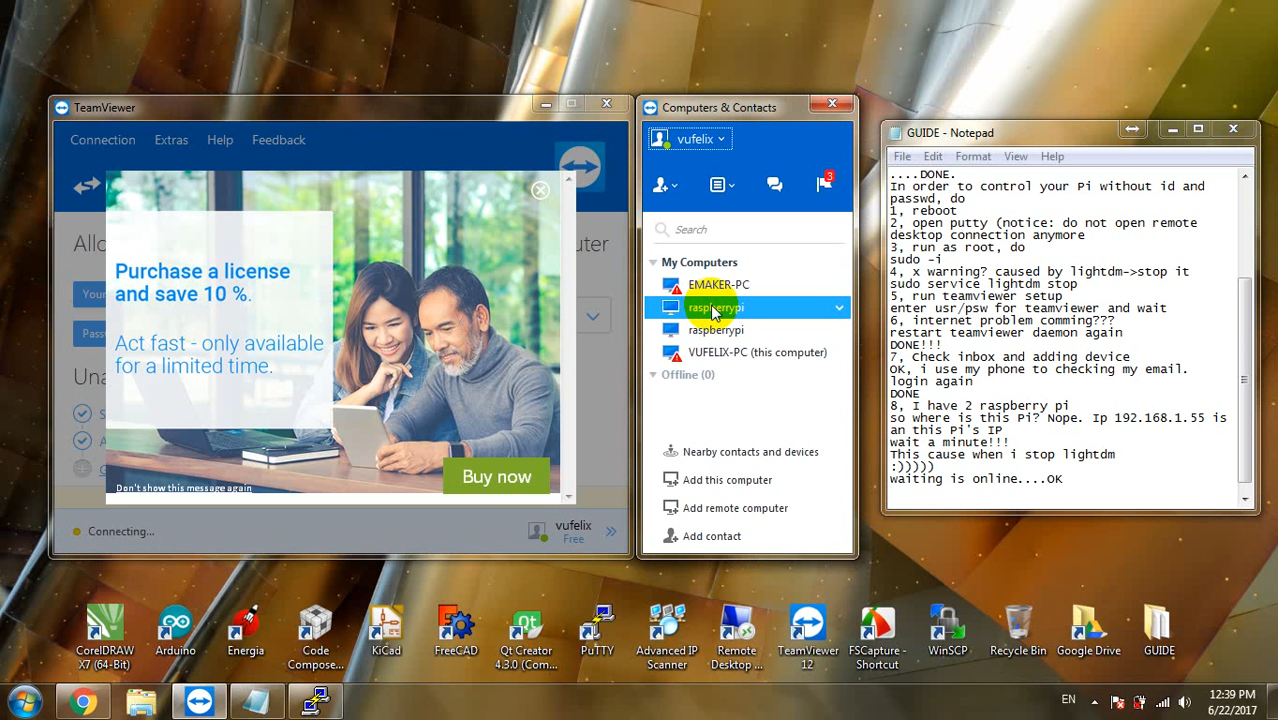 TeamViewer
Connection Extras Help Feedback
Allo
uter
Your
Pass
Una
Purchase a license
and save 10 %.
Act fast - only available
for a limited time.
Don't show this message again
Buy now
Connecting...
vufelix
Free
Computers & Contacts
vufelix
3
Search
My Computers
EMAKER-PC
raspberrypi
raspberrypi
VUFELIX-PC (this computer)
Offline (0)
Nearby contacts and devices
Add this computer
Add remote computer
Add contact
GUIDE - Notepad
File Edit Format View Help
....DONE.
In order to control your Pi without id and
passwd, do
1, reboot
2, open putty (notice: do not open remote
desktop connection anymore
3, run as root, do
sudo -i
4, x warning? caused by lightdm->stop it
sudo service lightdm stop
5, run teamviewer setup
enter usr/psw for teamviewer and wait
6, internet problem comming???
start teamviewer daemon again
DONE!!!
7, Check inbox and adding device
OK, i use my phone to checking my email.
login again
DONE
8, I have 2 raspberry pi
so where is this Pi? Nope. Ip 192.168.1.55 is
an this Pi's IP
wait a minute!!!
This cause when i stop lightdm
:)))))
waiting is online....OK
CorelDRAW
X7 (64-Bit)
Arduino
Energia
Code
Compose...
KiCad
FreeCAD
Qt Creator
4.3.0 (Com...
PuTTY
Advanced IP
Scanner
Remote
Desktop ...
TeamViewer
12
FSCapture -
Shortcut
WinSCP
Recycle Bin
Google Drive
GUIDE
EN
12:39 PM
6/22/2017